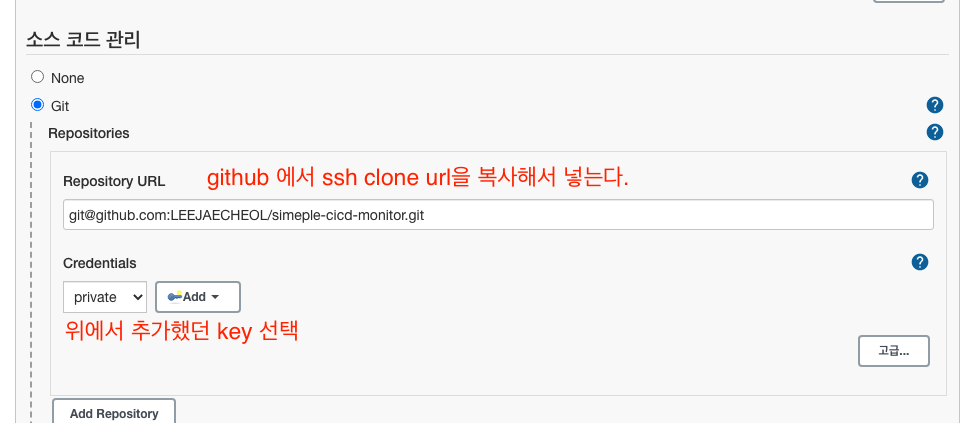 소스 코드 관리
None
Git
Repositories
Repository URL
github 에서 ssh clone url을 복사해서 넣는다.
git@github.com:LEEJAECHEOL/simeple-cicd-monitor.git
Credentials
private
Add
위에서 추가했던 key 선택
고급...
Add Repository